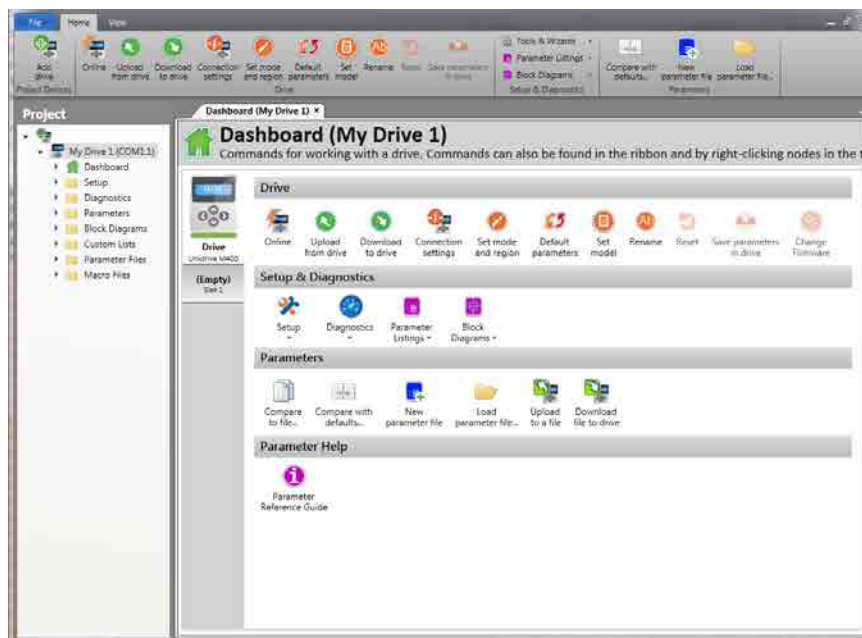 File
Home
View
Add drive
Online
Upload from drive
Download to drive
Connection settings
Set mode and region
Default parameters
Set model
Rename
Reset
Save parameters in drive
Tools & Wizards
Parameter Listings
Block Diagrams
Compare with defaults...
New parameter file
Load parameter file...
Project Devices
Drive
Setup & Diagnostics
Parameters
Project
Dashboard (My Drive 1) ×
My Drive 1 (COM1:1)
Dashboard
Setup
Diagnostics
Parameters
Block Diagrams
Custom Lists
Parameter Files
Macro Files
Dashboard (My Drive 1)
Commands for working with a drive. Commands can also be found in the ribbon and by right-clicking nodes in the t
Drive
Unidrive M400
(Empty)
Drive
Online
Upload from drive
Download to drive
Connection settings
Set mode and region
Default parameters
Set model
Rename
Reset
Save parameters in drive
Change Firmware
Setup & Diagnostics
Setup
Diagnostics
Parameter Listings
Block Diagrams
Parameters
Compare to file...
Compare with defaults...
New parameter file
Load parameter file...
Upload to a file
Download file to drive
Parameter Help
Parameter Reference Guide